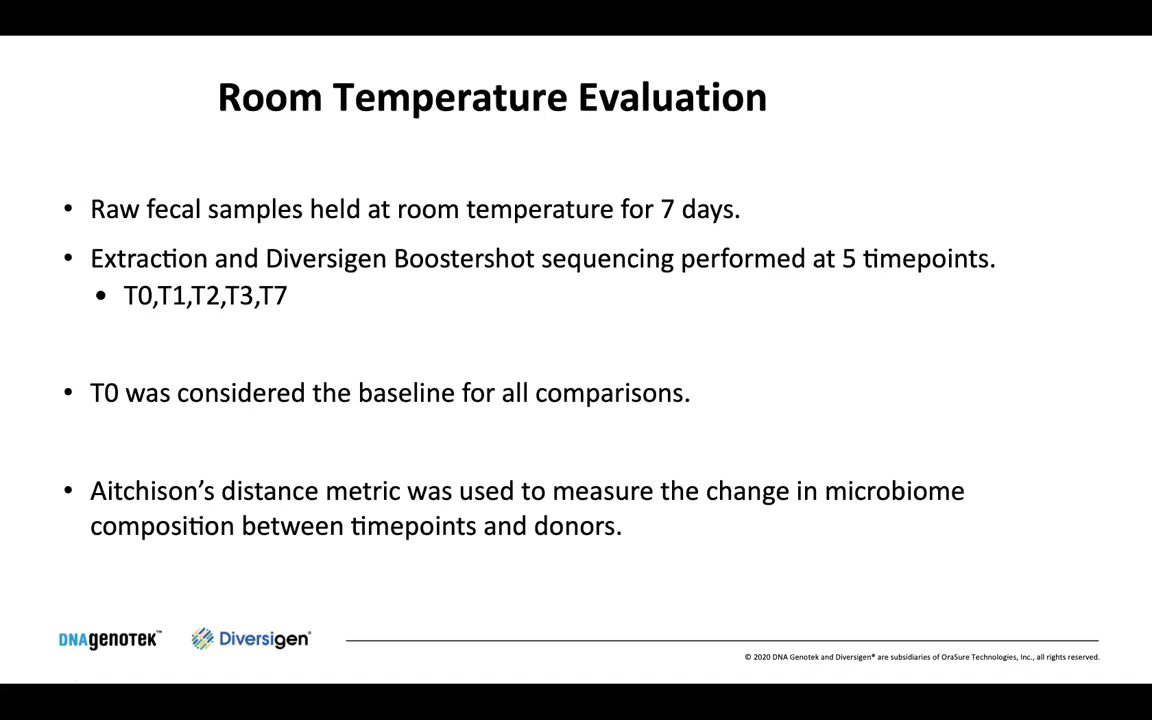 Room Temperature Evaluation
• Raw fecal samples held at room temperature for 7 days.
• Extraction and Diversigen Boostershot sequencing performed at 5 timepoints.
• T0,T1,T2,T3,T7
• T0 was considered the baseline for all comparisons.
• Aitchison’s distance metric was used to measure the change in microbiome
composition between timepoints and donors.
DNAgenotek™ Diversigen®
© 2020 DNA Genotek and Diversigen® are subsidiaries of OraSure Technologies, Inc., all rights reserved.